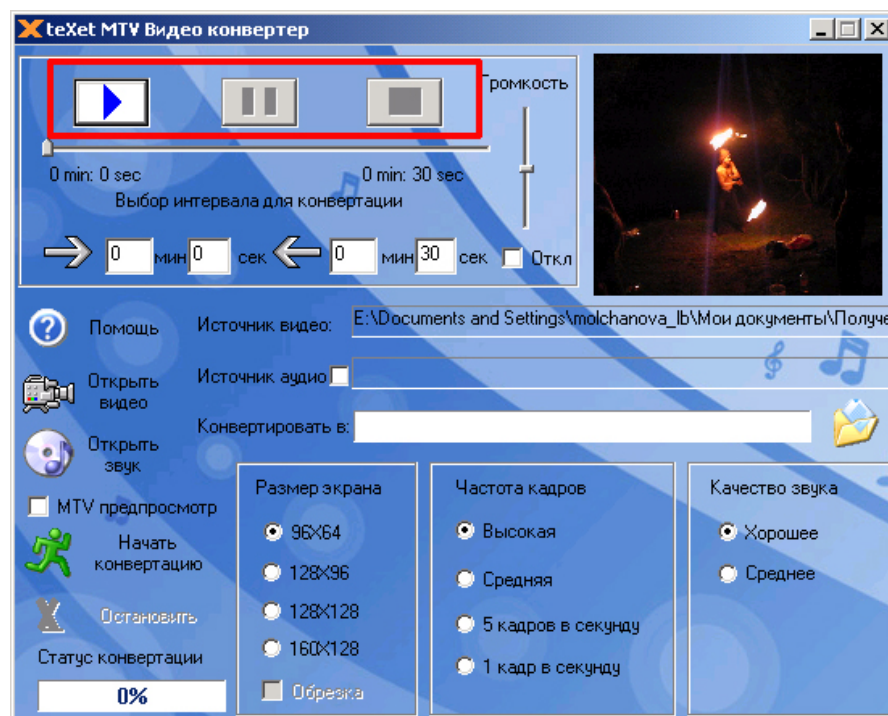 teXet MTV Видео конвертер
Громкость
0 min: 0 sec
0 min: 30 sec
Выбор интервала для конвертации
0 мин 0 сек 0 мин 30 сек Откл
Помощь
Источник видео: E:\Documents and Settings\molchanova_lb\Мои документы\Получе
Открыть
видео
Источник аудио
Конвертировать в:
Открыть
звук
MTV предпросмотр
Начать
конвертацию
Остановить
Статус конвертации
0%
Размер экрана
96X64
128X96
128X128
160X128
Обрезка
Частота кадров
Высокая
Средняя
5 кадров в секунду
1 кадр в секунду
Качество звука
Хорошее
Среднее